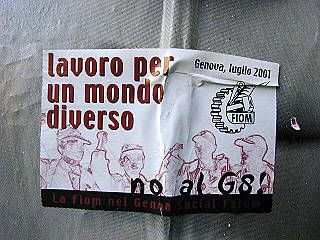 lavoro per
un mondo
diverso
Genova, luglio 2001
FIOM
no al G8!
La Fiom nel Genoa Social Forum